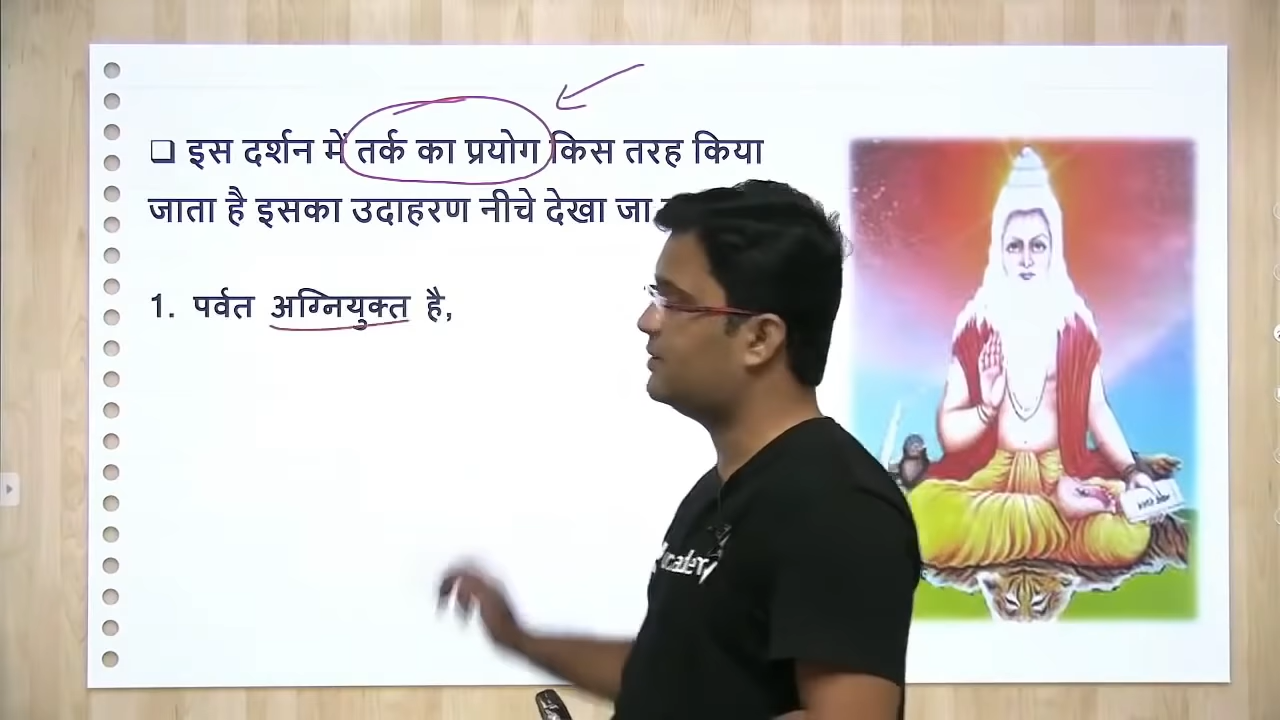 ❑ इस दर्शन में तर्क का प्रयोग किस तरह किया
जाता है इसका उदाहरण नीचे देखा जा
1. पर्वत अग्नियुक्त है,